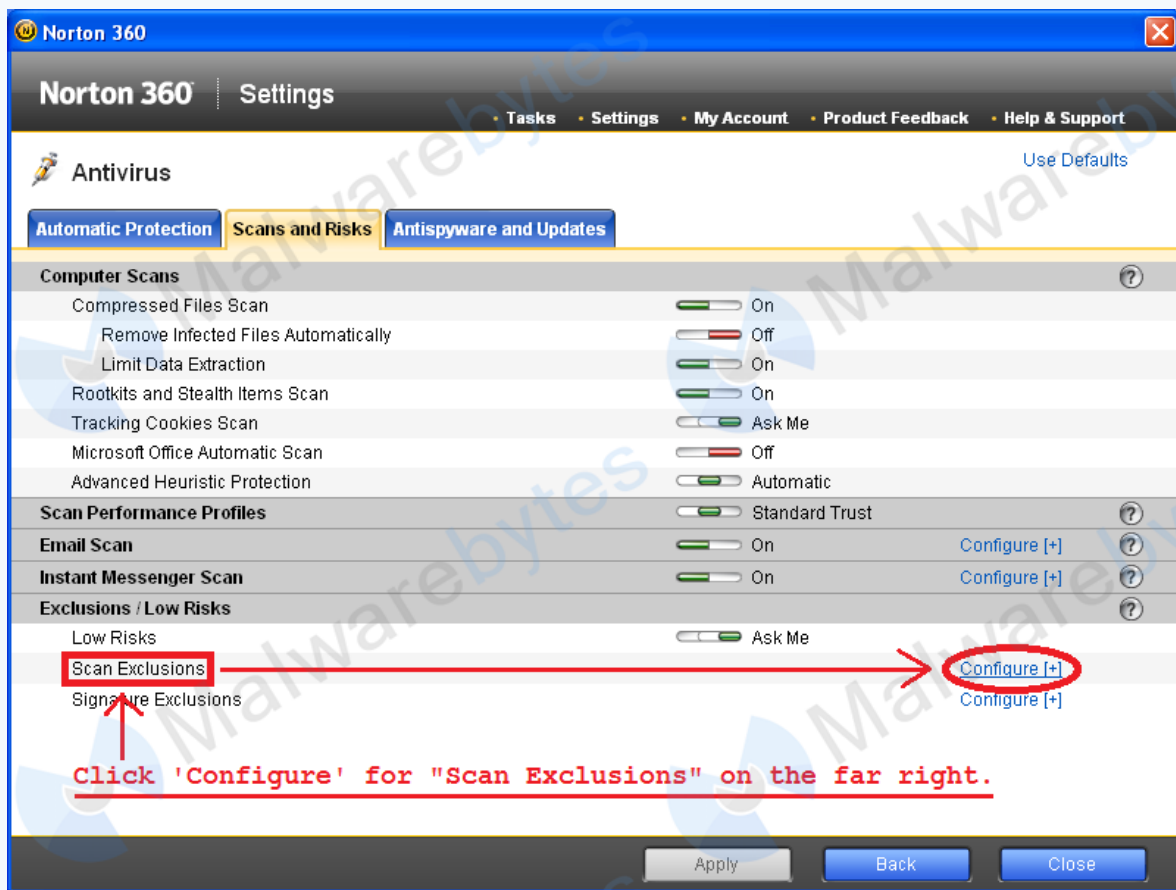 Norton 360
Norton 360 Settings
• Tasks • Settings • My Account • Product Feedback • Help & Support
Antivirus
Use Defaults
Automatic Protection Scans and Risks Antispyware and Updates
Computer Scans ?
Compressed Files Scan On
Remove Infected Files Automatically Off
Limit Data Extraction On
Rootkits and Stealth Items Scan On
Tracking Cookies Scan Ask Me
Microsoft Office Automatic Scan Off
Advanced Heuristic Protection Automatic
Scan Performance Profiles Standard Trust ?
Email Scan On Configure [+] ?
Instant Messenger Scan On Configure [+] ?
Exclusions / Low Risks ?
Low Risks Ask Me
Scan Exclusions Configure [+]
Signature Exclusions Configure [+]
Click 'Configure' for "Scan Exclusions" on the far right.
Apply Back Close
Malwarebytes
Malwarebytes
Malwarebytes
Malwarebytes